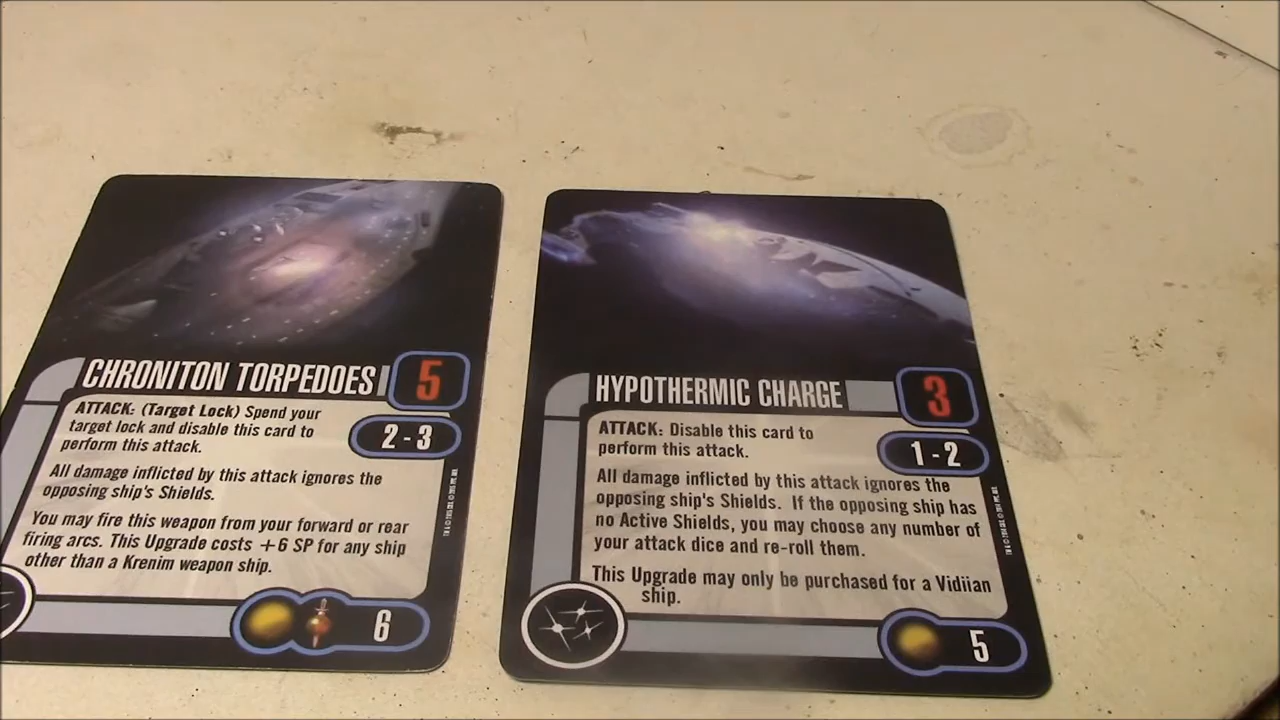 CHRONITON TORPEDOES
5
ATTACK: (Target Lock) Spend your
target lock and disable this card to
perform this attack.
2 - 3
All damage inflicted by this attack ignores the
opposing ship's Shields.
You may fire this weapon from your forward or rear
firing arcs. This Upgrade costs +6 SP for any ship
other than a Krenim weapon ship.
6
HYPOTHERMIC CHARGE
3
ATTACK: Disable this card to
perform this attack.
1 - 2
All damage inflicted by this attack ignores the
opposing ship's Shields. If the opposing ship has
no Active Shields, you may choose any number of
your attack dice and re-roll them.
This Upgrade may only be purchased for a Vidiian
ship.
5